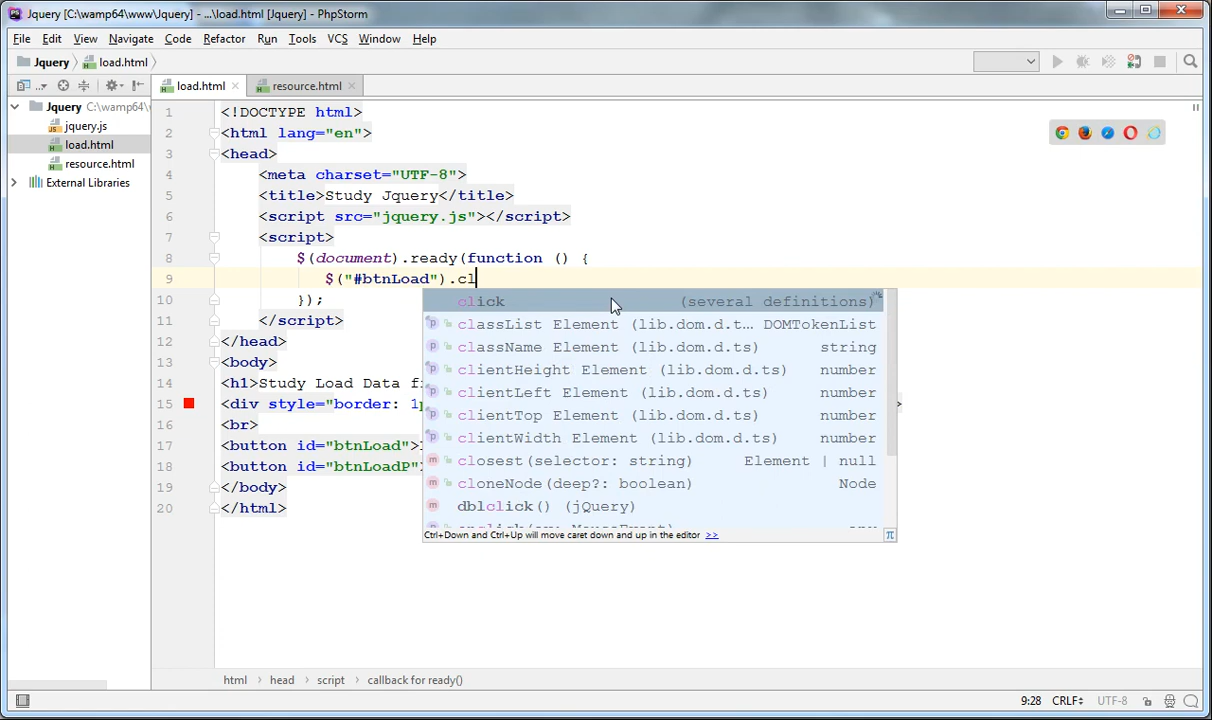 Jquery [C:\wamp64\www\Jquery] - ...\load.html [Jquery] - PhpStorm
File Edit View Navigate Code Refactor Run Tools VCS Window Help
Jquery load.html
load.html resource.html
Jquery C:\wamp64\
jquery.js
load.html
resource.html
External Libraries
1 <!DOCTYPE html>
2 <html lang="en">
3 <head>
4 <meta charset="UTF-8">
5 <title>Study Jquery</title>
6 <script src="jquery.js"></script>
7 <script>
8 $(document).ready(function () {
9 $("#btnLoad").cl
10 });
11 </script>
12 </head>
13 <body>
14 <h1>Study Load Data f
15 <div style="border: 1 >
16 <br>
17 <button id="btnLoad">
18 <button id="btnLoadP">
19 </body>
20 </html>
click (several definitions)
classList Element (lib.dom.d.t... DOMTokenList
className Element (lib.dom.d.ts) string
clientHeight Element (lib.dom.d.ts) number
clientLeft Element (lib.dom.d.ts) number
clientTop Element (lib.dom.d.ts) number
clientWidth Element (lib.dom.d.ts) number
closest(selector: string) Element | null
cloneNode(deep?: boolean) Node
dblclick() (jQuery)
Ctrl+Down and Ctrl+Up will move caret down and up in the editor >> π
html head script callback for ready()
9:28 CRLF UTF-8